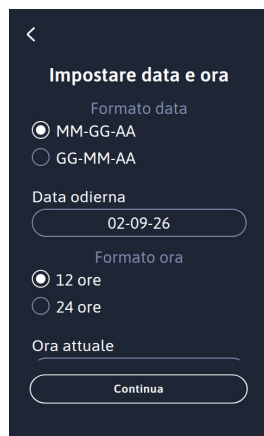 Impostare data e ora
Formato data
MM-GG-AA
GG-MM-AA
Data odierna
02-09-26
Formato ora
12 ore
24 ore
Ora attuale
Continua